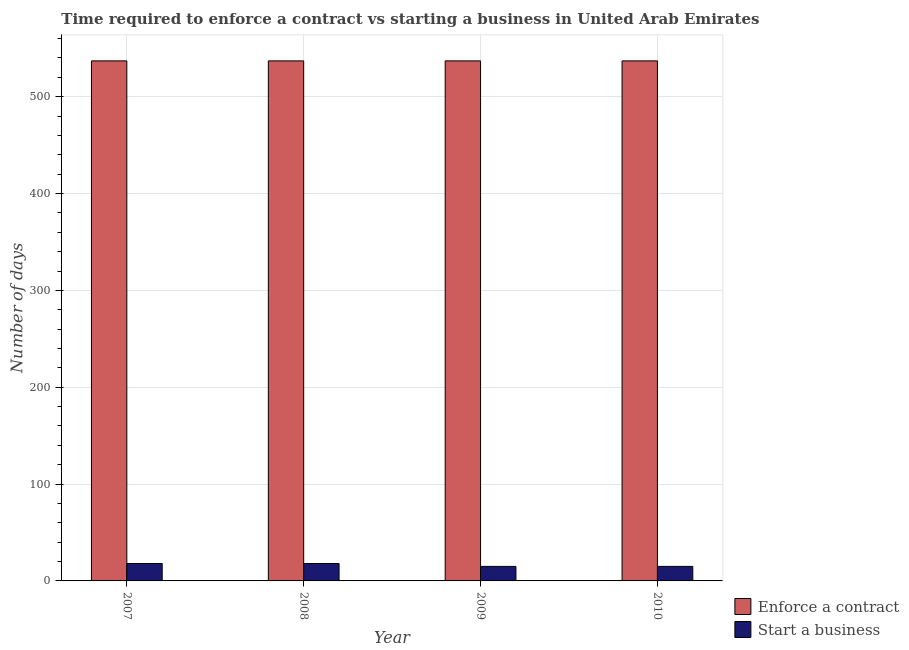 Time required to enforce a contract vs starting a business in United Arab Emirates
Number of days
500
400
300
200
100
0
2007
2008
2009
2010
Year
Enforce a contract
Start a business